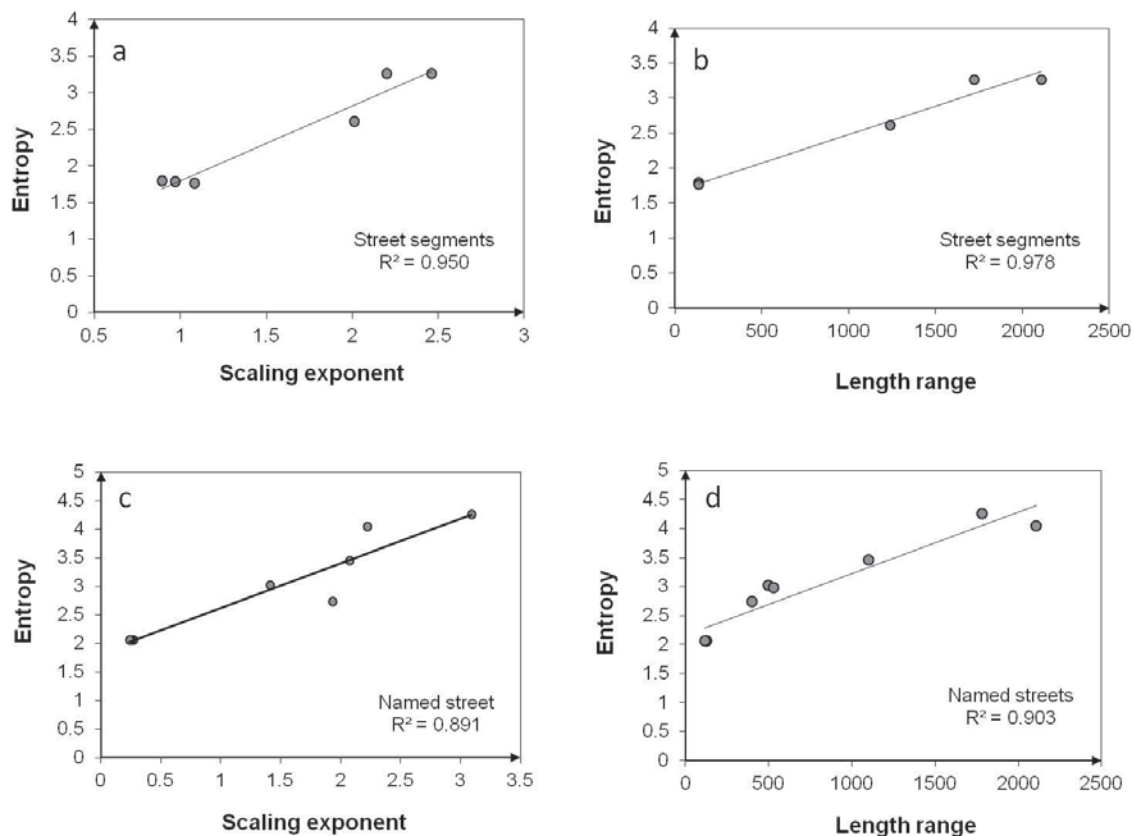 a
4
3.5
3
2.5
2
1.5
1
0.5
0
Entropy
0.5 1 1.5 2 2.5 3
Scaling exponent
Street segments
R² = 0.950
b
4
3.5
3
2.5
2
1.5
1
0.5
0
Entropy
0 500 1000 1500 2000 2500
Length range
Street segments
R² = 0.978
c
5
4.5
4
3.5
3
2.5
2
1.5
1
0.5
0
Entropy
0 0.5 1 1.5 2 2.5 3 3.5
Scaling exponent
Named street
R² = 0.891
d
5
4.5
4
3.5
3
2.5
2
1.5
1
0.5
0
Entropy
0 500 1000 1500 2000 2500
Length range
Named streets
R² = 0.903